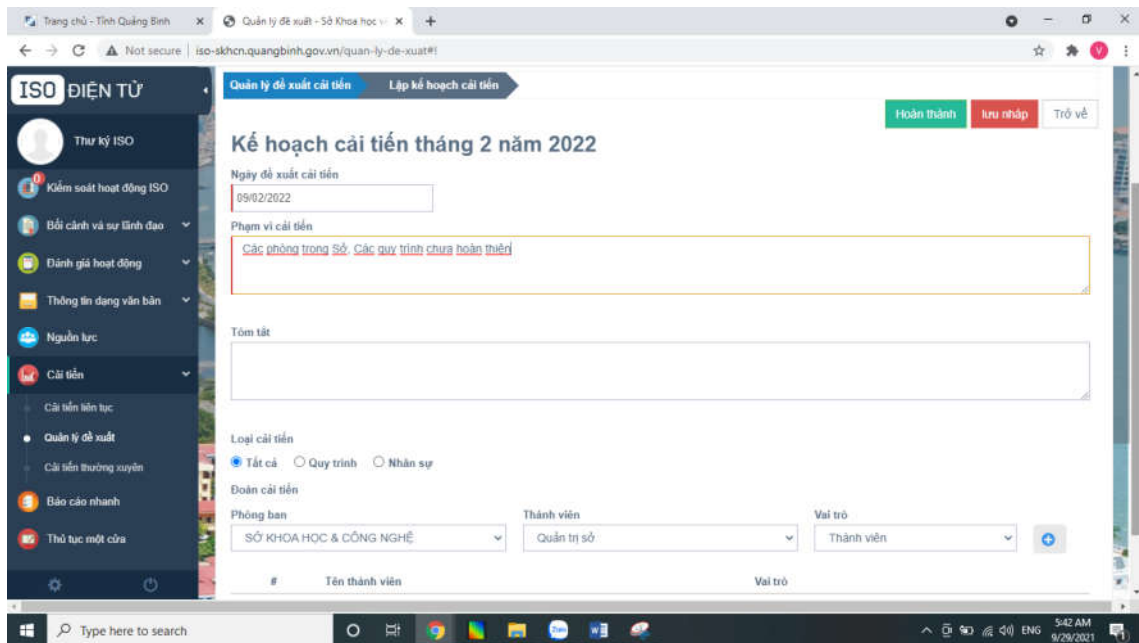 Trang chủ - Tỉnh Quảng Bình
Quản lý đề xuất - Sở Khoa học v
Not secure | iso-skhcn.quangbinh.gov.vn/quan-ly-de-xuat#!
V
ISO ĐIỆN TỬ
Quản lý đề xuất cải tiến
Lập kế hoạch cải tiến
Hoàn thành
lưu nháp
Trở về
Thư ký ISO
0
Kiểm soát hoạt động ISO
Bối cảnh và sự lãnh đạo
Đánh giá hoạt động
Thông tin dạng văn bản
Nguồn lực
Cải tiến
Cải tiến liên tục
Quản lý đề xuất
Cải tiến thường xuyên
Báo cáo nhanh
Thủ tục một cửa
Kế hoạch cải tiến tháng 2 năm 2022
Ngày đề xuất cải tiến
09/02/2022
Phạm vi cải tiến
Các phòng trong Sở. Các quy trình chưa hoàn thiên
Tóm tắt
Loại cải tiến
Tất cả
Quy trình
Nhân sự
Đoàn cải tiến
Phòng ban
Thành viên
Vai trò
SỞ KHOA HỌC & CÔNG NGHỆ
Quản trị sở
Thành viên
#
Tên thành viên
Vai trò
Type here to search
Zalo
ENG
5:42 AM
9/29/2021